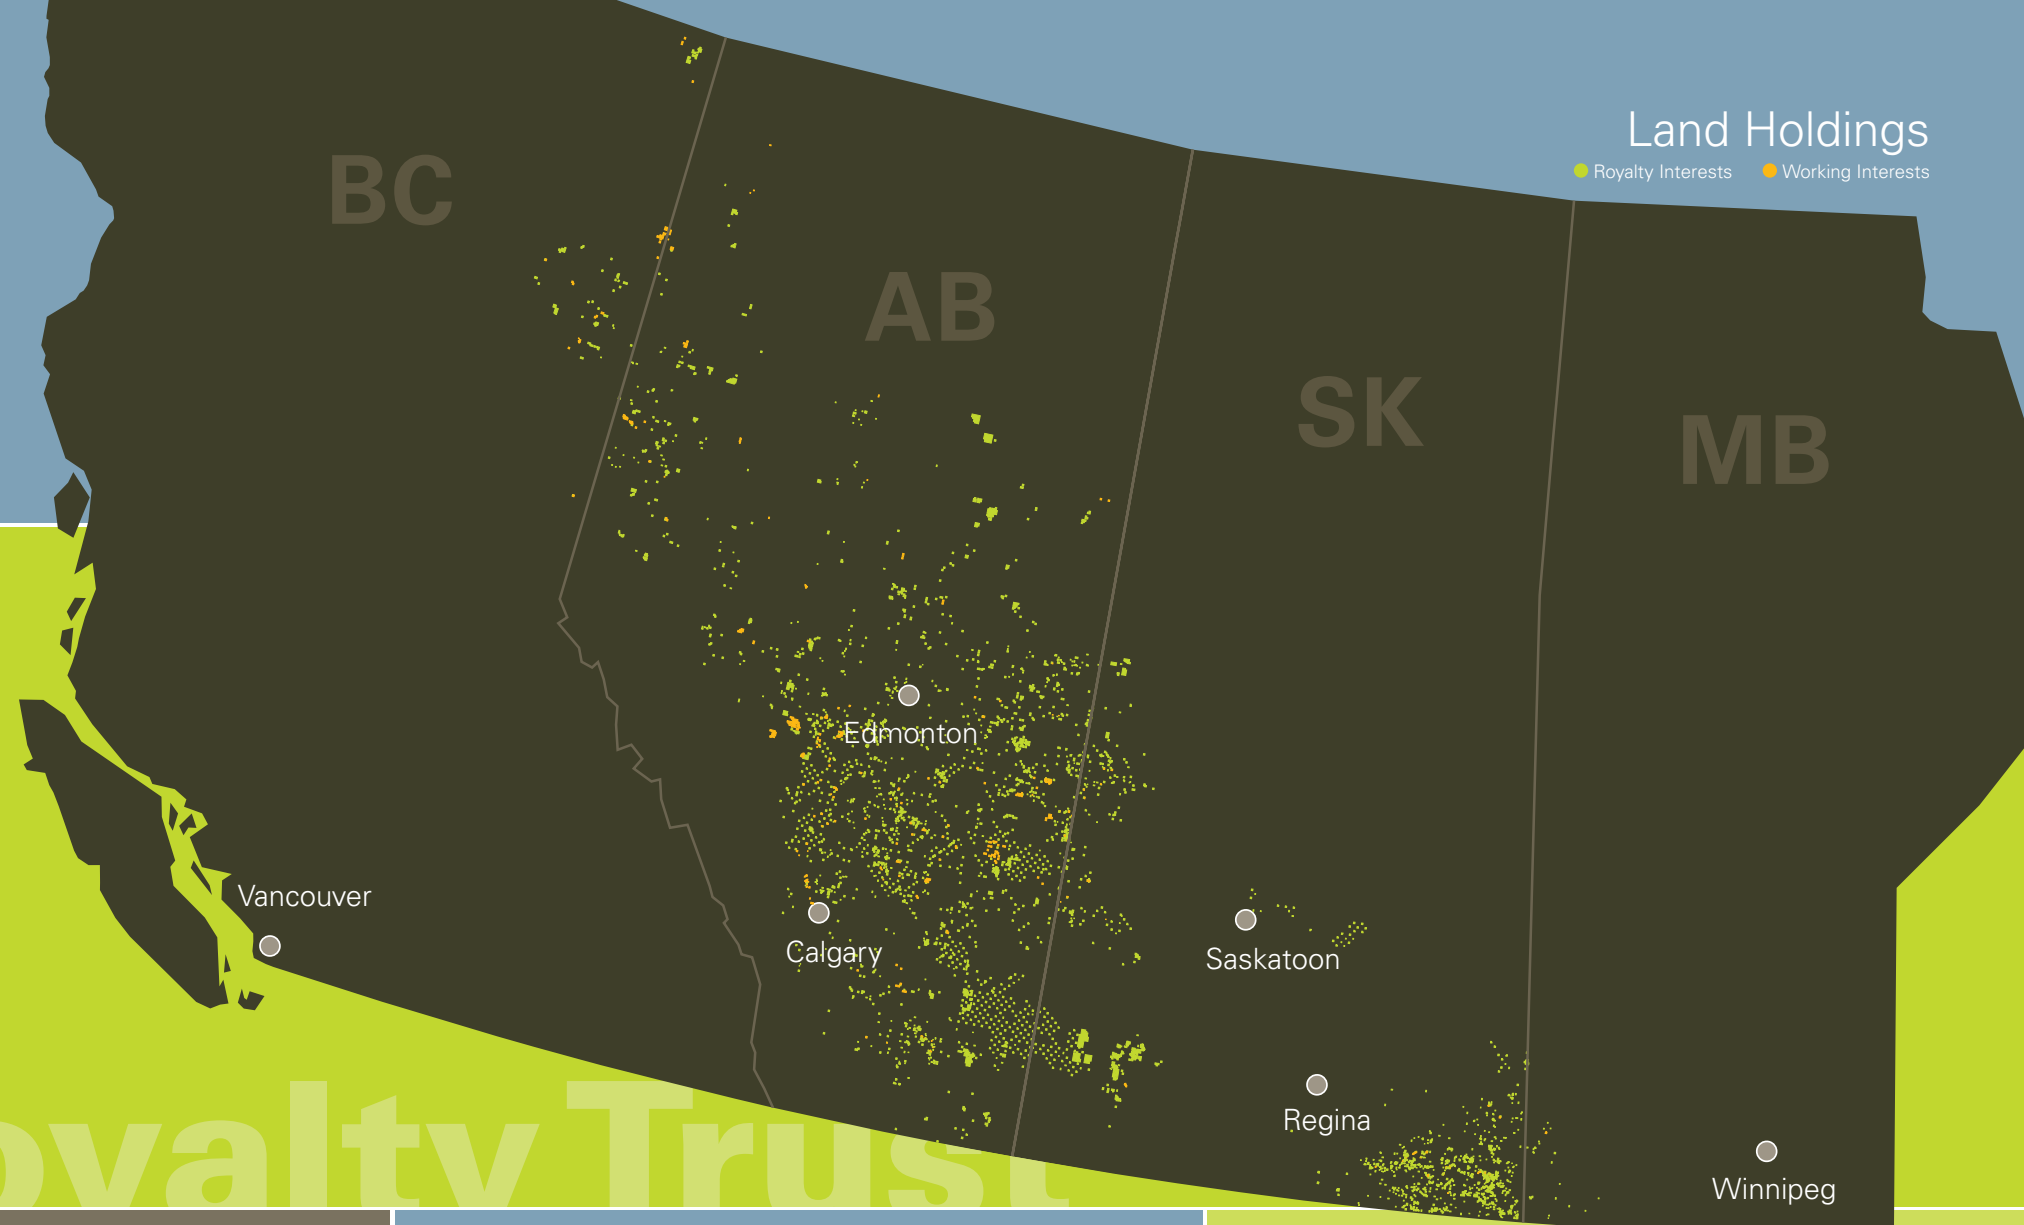 Land Holdings
Royalty Interests Working Interests
BC
AB
SK
MB
Edmonton
Vancouver
Calgary
Saskatoon
Regina
Winnipeg
oyalty Trust